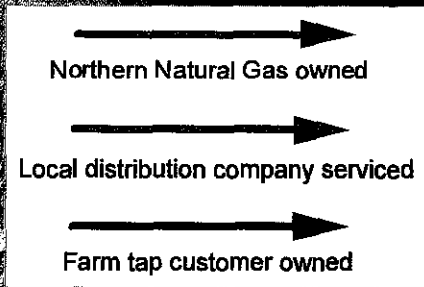 Northern Natural Gas owned
Local distribution company serviced
Farm tap customer owned